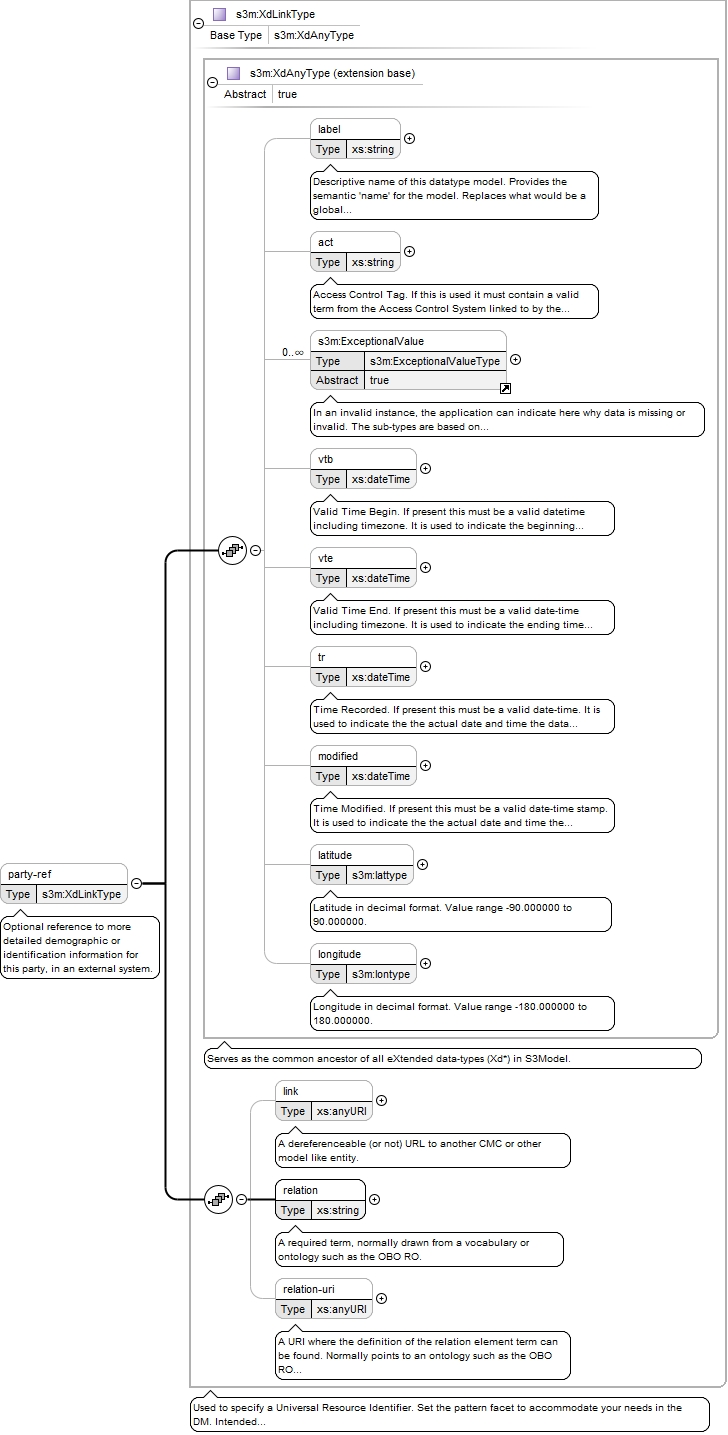 s3m:XdLinkType
Base Type s3m:XdAnyType
s3m:XdAnyType (extension base)
Abstract true
label
Type xs:string
Descriptive name of this datatype model. Provides the
semantic 'name' for the model. Replaces what would be a
global...
act
Type xs:string
Access Control Tag. If this is used it must contain a valid
term from the Access Control System linked to by the...
0..∞
s3m:ExceptionalValue
Type s3m:ExceptionalValueType
Abstract true
In an invalid instance, the application can indicate here why data is missing or
invalid. The sub-types are based on...
vtb
Type xs:dateTime
Valid Time Begin. If present this must be a valid datetime
including timezone. It is used to indicate the beginning...
vte
Type xs:dateTime
Valid Time End. If present this must be a valid date-time
including timezone. It is used to indicate the ending time...
tr
Type xs:dateTime
Time Recorded. If present this must be a valid date-time. It is
used to indicate the the actual date and time the data...
modified
Type xs:dateTime
Time Modified. If present this must be a valid date-time stamp.
It is used to indicate the the actual date and time the...
latitude
Type s3m:lattype
Latitude in decimal format. Value range -90.000000 to
90.000000.
longitude
Type s3m:lontype
Longitude in decimal format. Value range -180.000000 to
180.000000.
Serves as the common ancestor of all eXtended data-types (Xd*) in S3Model.
party-ref
Type s3m:XdLinkType
Optional reference to more
detailed demographic or
identification information for
this party, in an external system.
link
Type xs:anyURI
A dereferenceable (or not) URL to another CMC or other
model like entity.
relation
Type xs:string
A required term, normally drawn from a vocabulary or
ontology such as the OBO RO.
relation-uri
Type xs:anyURI
A URI where the definition of the relation element term can
be found. Normally points to an ontology such as the OBO
RO...
Used to specify a Universal Resource Identifier. Set the pattern facet to accommodate your needs in the
DM. Intended...